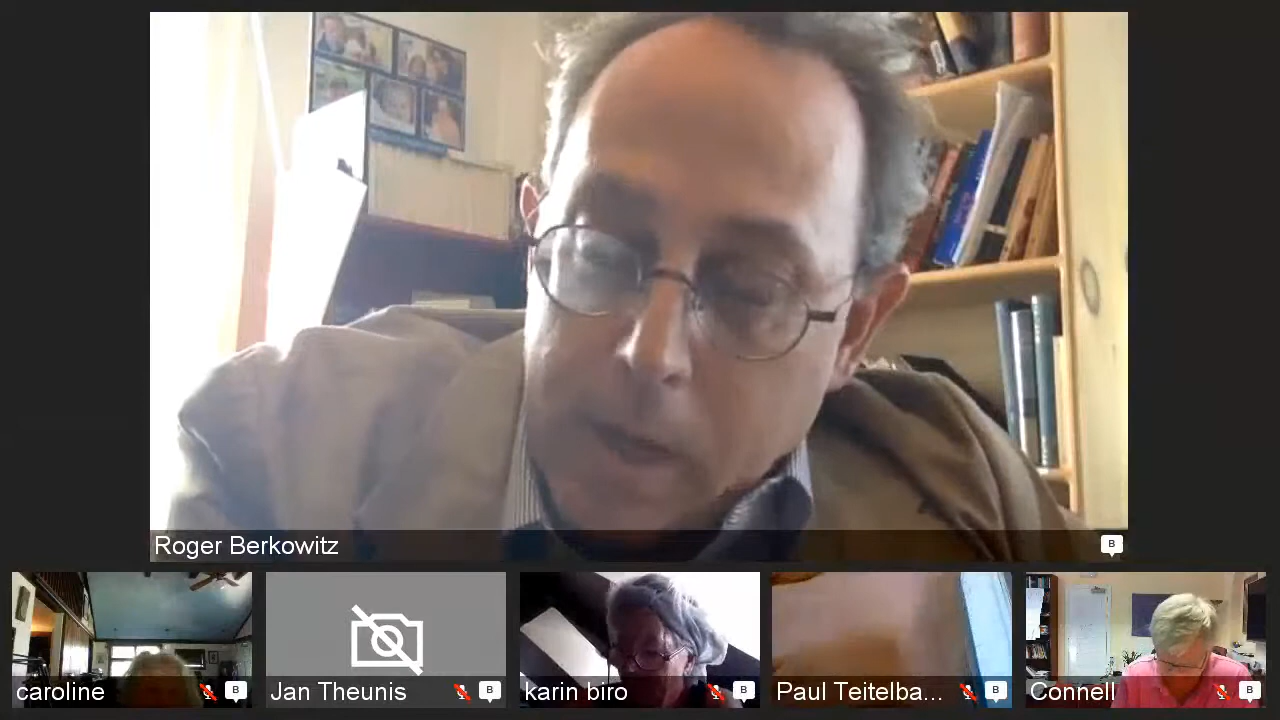 Roger Berkowitz
B
caroline
B
Jan Theunis
B
karin biro
B
Paul Teitelba...
B
Connell
B